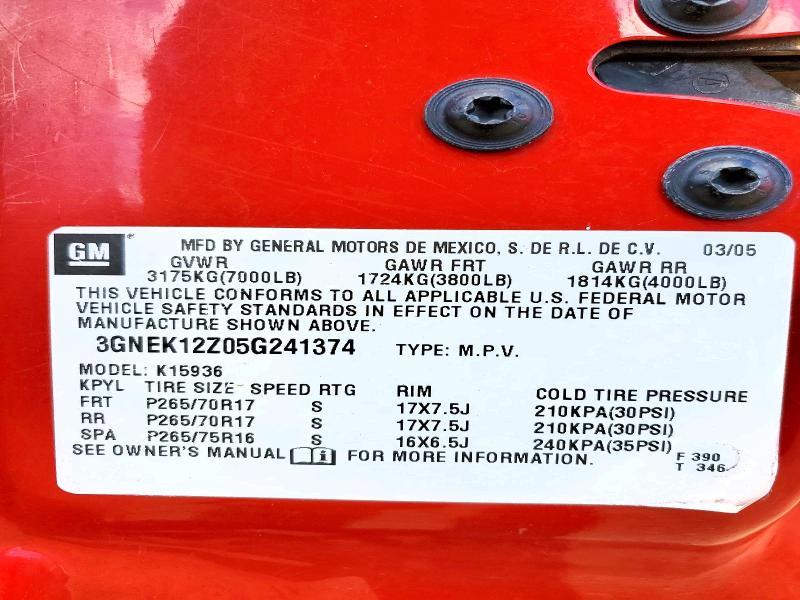 GM MFD BY GENERAL MOTORS DE MEXICO, S. DE R.L. DE C.V. 03/05
GVWR GAWR FRT GAWR RR
3175KG(7000LB) 1724KG(3800LB) 1814KG(4000LB)
THIS VEHICLE CONFORMS TO ALL APPLICABLE U.S. FEDERAL MOTOR
VEHICLE SAFETY STANDARDS IN EFFECT ON THE DATE OF
MANUFACTURE SHOWN ABOVE.
3GNEK12Z05G241374 TYPE: M.P.V.
MODEL: K15936
KPYL TIRE SIZE SPEED RTG RIM COLD TIRE PRESSURE
FRT P265/70R17 S 17X7.5J 210KPA(30PSI)
RR P265/70R17 S 17X7.5J 210KPA(30PSI)
SPA P265/75R16 S 16X6.5J 240KPA(35PSI)
SEE OWNER'S MANUAL FOR MORE INFORMATION. F 390
T 346